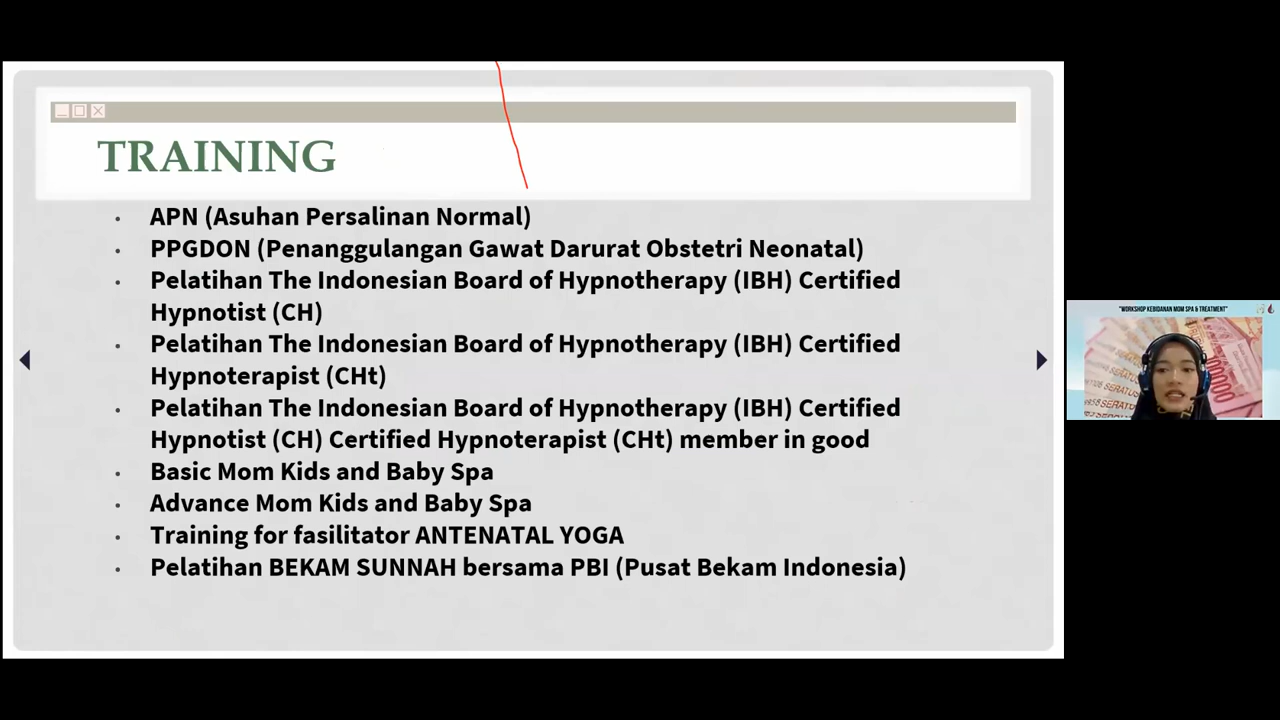 TRAINING
APN (Asuhan Persalinan Normal)
PPGDON (Penanggulangan Gawat Darurat Obstetri Neonatal)
Pelatihan The Indonesian Board of Hypnotherapy (IBH) Certified
Hypnotist (CH)
Pelatihan The Indonesian Board of Hypnotherapy (IBH) Certified
Hypnoterapist (CHt)
Pelatihan The Indonesian Board of Hypnotherapy (IBH) Certified
Hypnotist (CH) Certified Hypnoterapist (CHt) member in good
Basic Mom Kids and Baby Spa
Advance Mom Kids and Baby Spa
Training for fasilitator ANTENATAL YOGA
Pelatihan BEKAM SUNNAH bersama PBI (Pusat Bekam Indonesia)
"WORKSHOP KEBIDANAN MOM SPA & TREATMENT"